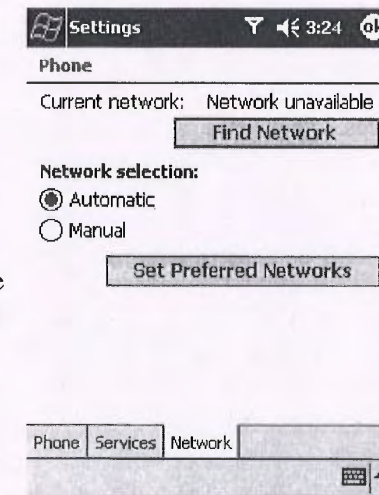 Settings 3:24 ok
Phone
Current network: Network unavailable
Find Network
Network selection:
Automatic
Manual
Set Preferred Networks
e
Phone Services Network